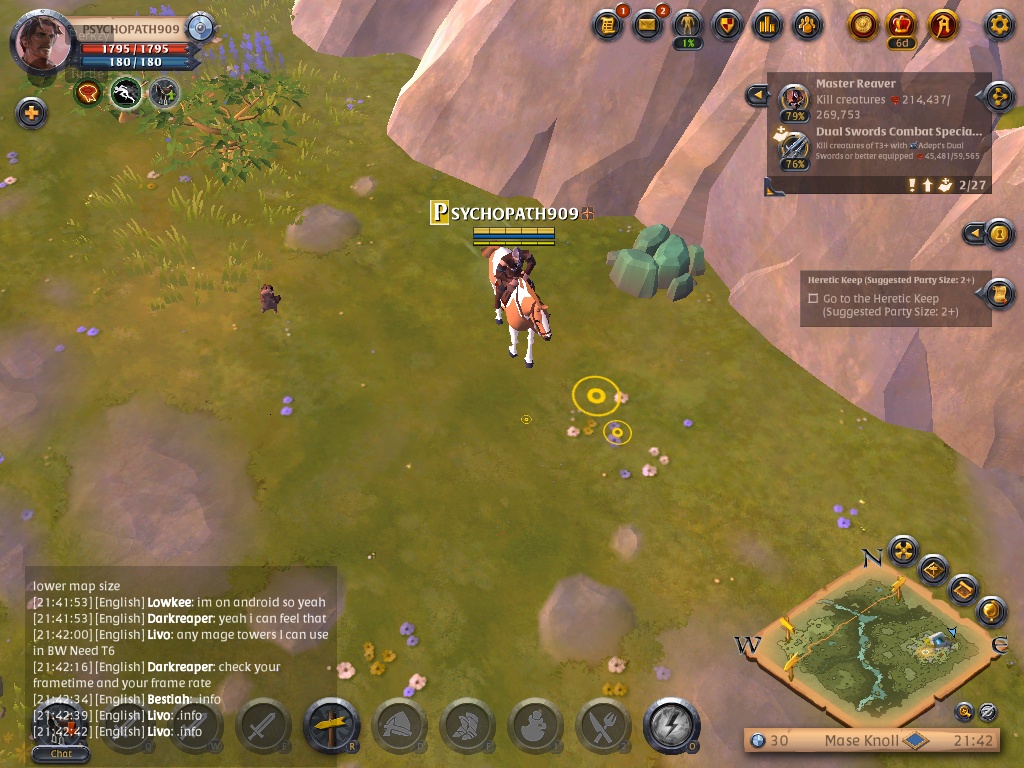 PSYCHOPATH909
1795/1795
180/180
Turtle
1
2
1%
6d
Master Reaver
Kill creatures 214,437/
269,753
79%
Dual Swords Combat Specia...
Kill creatures of T3+ with Adept's Dual
Swords or better equipped 45,481/59,565
76%
2/27
PSYCHOPATH909
Heretic Keep (Suggested Party Size: 2+)
Go to the Heretic Keep
(Suggested Party Size: 2+)
lower map size
[21:41:53] [English] Lowkee: im on android so yeah
[21:41:53] [English] Darkreaper: yeah i can feel that
[21:42:00] [English] Livo: any mage towers I can use
in BW Need T6
[21:42:16] [English] Darkreaper: check your
frametime and your frame rate
[21:42:34] [English] Bestiah: .info
[21:42:39] [English] Livo: .info
[21:42:42] [English] Livo: .info
Chat
Q
W
E
R
D
F
1
2
O
N
W
E
30 Mase Knoll 21:42